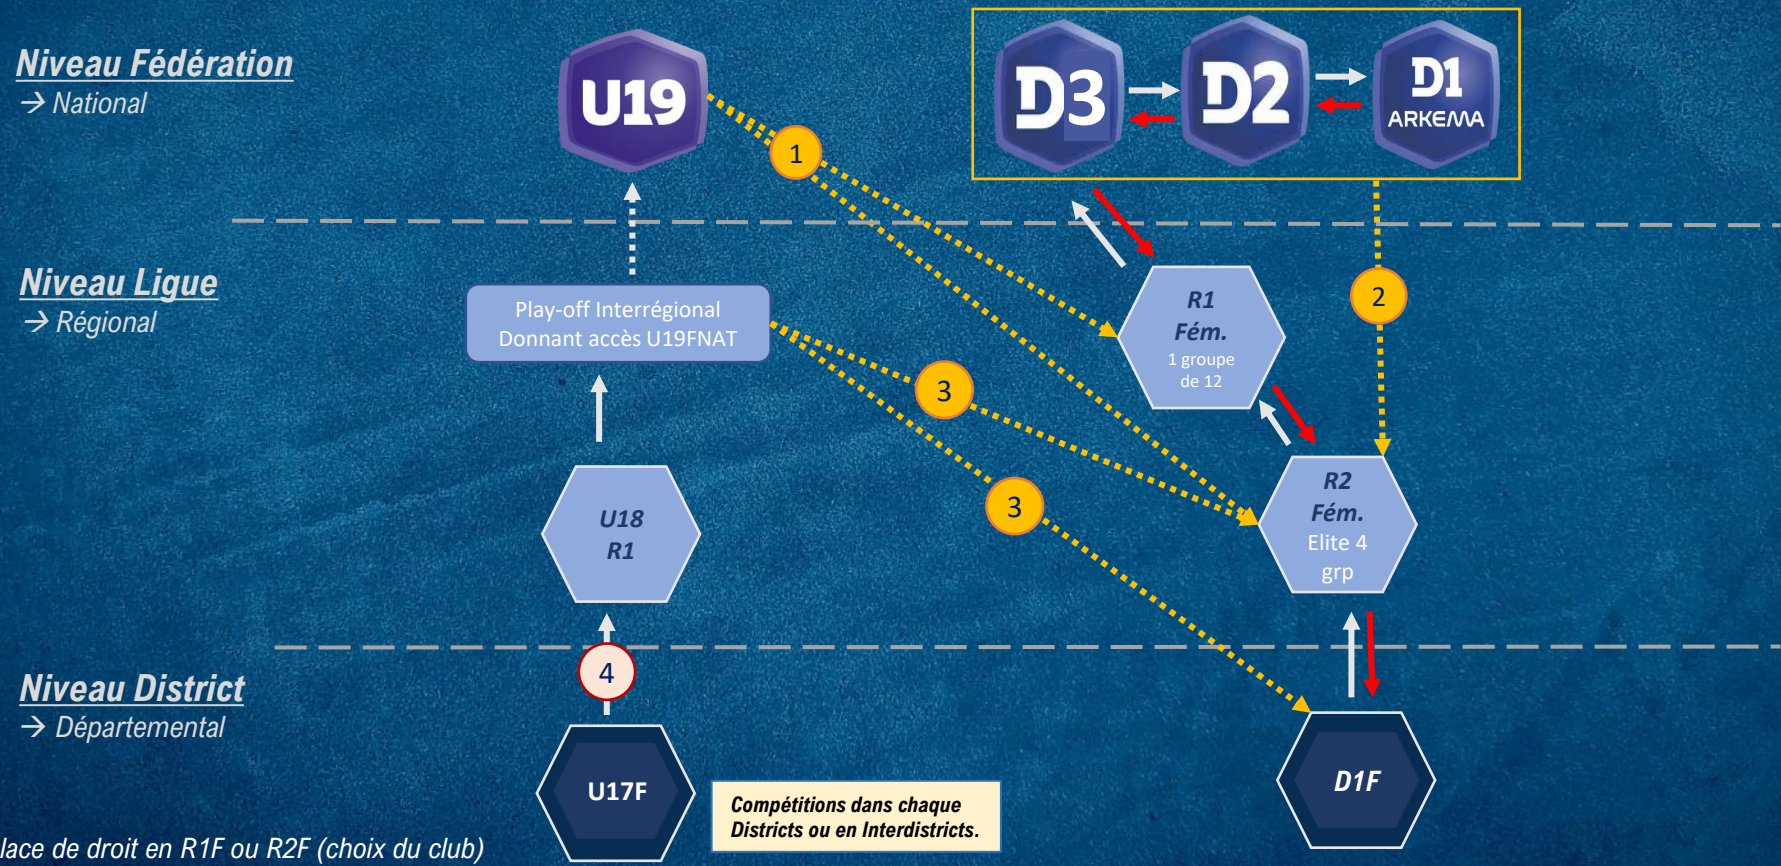 Niveau Fédération
→ National
U19
D3
D2
D1
ARKEMA
1
Niveau Ligue
→ Régional
Play-off Interrégional
Donnant accès U19FNAT
R1
Fém.
1 groupe
de 12
2
3
3
U18
R1
R2
Fém.
Elite 4
grp
4
Niveau District
→ Départemental
U17F
Compétitions dans chaque
Districts ou en Interdistricts.
D1F
lace de droit en R1F ou R2F (choix du club)